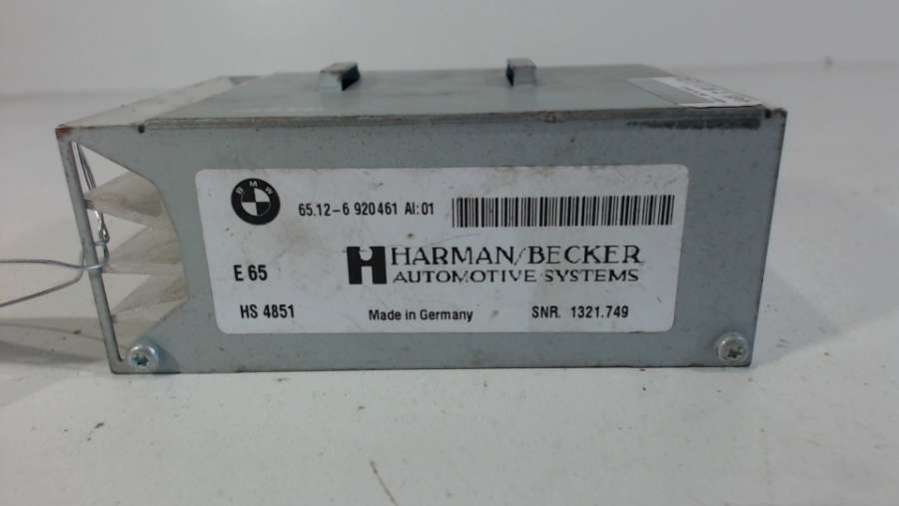 BMW
65.12-6 920461 AI:01
E 65
HARMAN/BECKER
AUTOMOTIVE SYSTEMS
HS 4851
Made in Germany
SNR. 1321.749